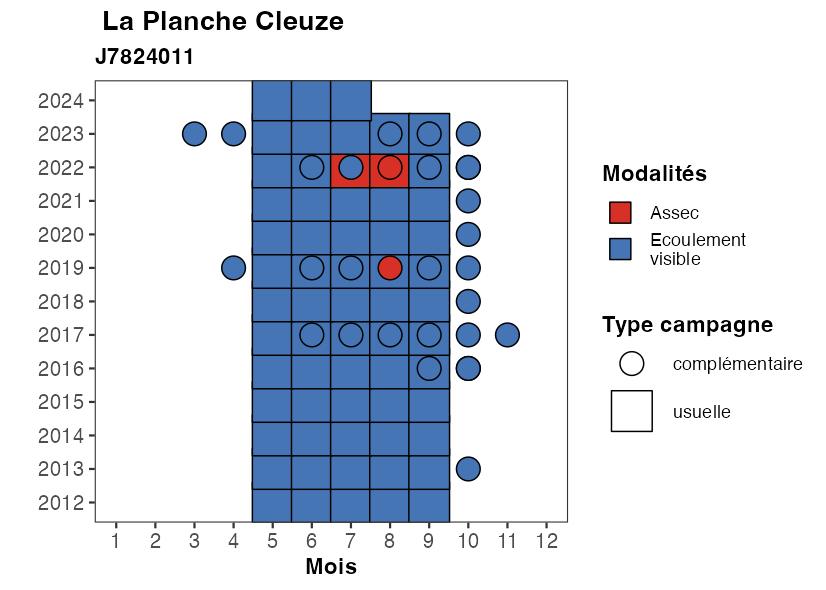 La Planche Cleuze
J7824011
2024
2023
2022
2021
2020
2019
2018
2017
2016
2015
2014
2013
2012
1 2 3 4 5 6 7 8 9 10 11 12
Mois
Modalités
Assec
Ecoulement
visible
Type campagne
complémentaire
usuelle